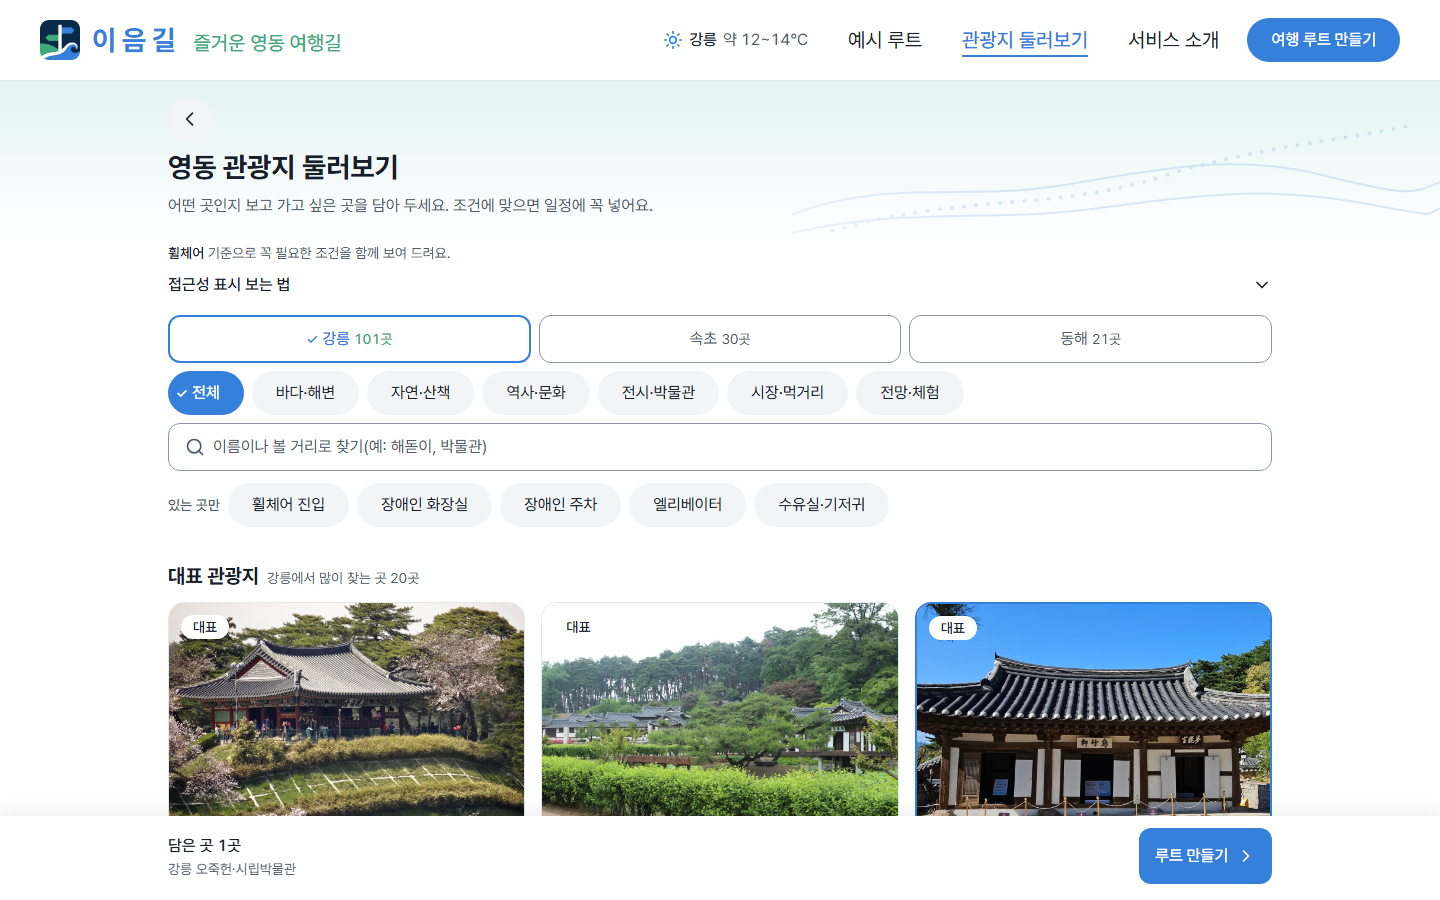 이음길 즐거운 영동 여행길
강릉 약 12~14°C
예시 루트
관광지 둘러보기
서비스 소개
여행 루트 만들기
영동 관광지 둘러보기
어떤 곳인지 보고 가고 싶은 곳을 담아 두세요. 조건에 맞으면 일정에 꼭 넣어요.
휠체어 기준으로 꼭 필요한 조건을 함께 보여 드려요.
접근성 표시 보는 법
강릉 101곳
속초 30곳
동해 21곳
전체
바다·해변
자연·산책
역사·문화
전시·박물관
시장·먹거리
전망·체험
이름이나 볼 거리로 찾기(예: 해돋이, 박물관)
있는 곳만
휠체어 진입
장애인 화장실
장애인 주차
엘리베이터
수유실·기저귀
대표 관광지 강릉에서 많이 찾는 곳 20곳
대표
대표
대표
담은 곳 1곳
강릉 오죽헌·시립박물관
루트 만들기